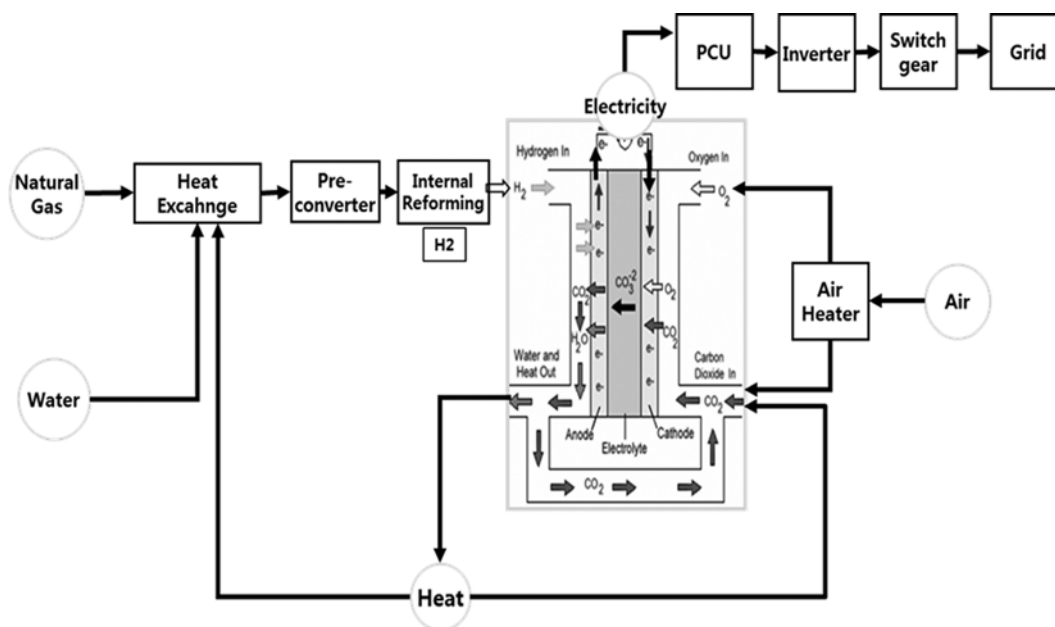 PCU
Inverter
Switch
gear
Grid
Electricity
e- e-
Hydrogen In
Oxygen In
Natural
Gas
Heat
Excahnge
Pre-
converter
Internal
Reforming
H2
H2
O2
e- e-
e- e-
e- e-
CO3-2
CO2
O2
H2O
CO2
Air
Heater
Air
Water and
Heat Out
Carbon
Dioxide In
e- e-
e- e-
Water
CO2
Anode
Electrolyte
Cathode
CO2
Heat